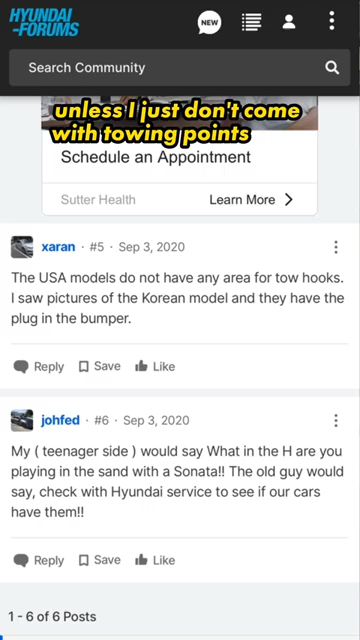 HYUNDAI
-FORUMS
NEW
Search Community
unless I just don't come
with towing points
Schedule an Appointment
Sutter Health
Learn More
xaran · #5 · Sep 3, 2020
The USA models do not have any area for tow hooks.
I saw pictures of the Korean model and they have the
plug in the bumper.
Reply
Save
Like
johfed · #6 · Sep 3, 2020
My ( teenager side ) would say What in the H are you
playing in the sand with a Sonata!! The old guy would
say, check with Hyundai service to see if our cars
have them!!
Reply
Save
Like
1 - 6 of 6 Posts